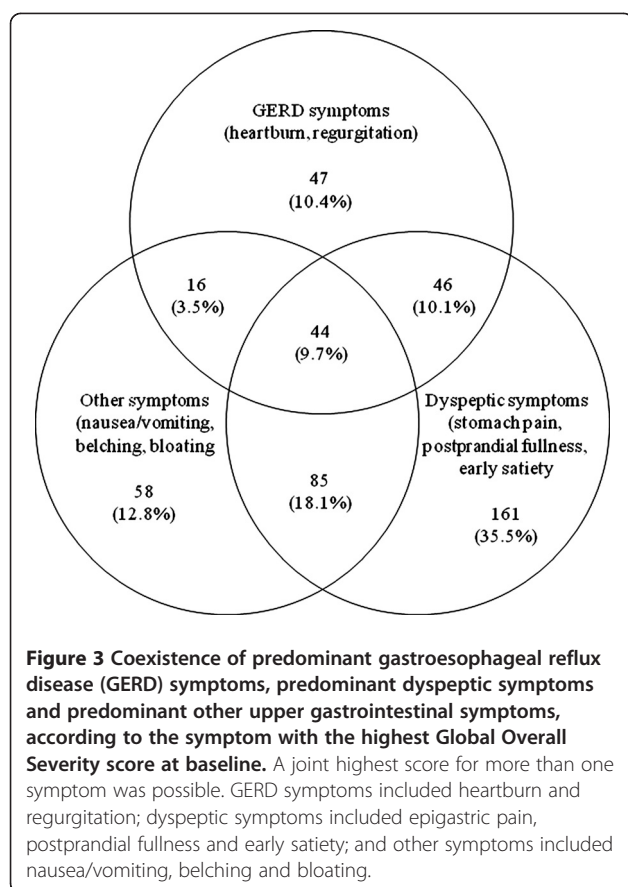 GERD symptoms
(heartburn, regurgitation)
47
(10.4%)
16
(3.5%)
46
(10.1%)
44
(9.7%)
Other symptoms
(nausea/vomiting,
belching, bloating
Dyspeptic symptoms
(stomach pain,
postprandial fullness,
early satiety
58
(12.8%)
85
(18.1%)
161
(35.5%)
Figure 3 Coexistence of predominant gastroesophageal reflux
disease (GERD) symptoms, predominant dyspeptic symptoms
and predominant other upper gastrointestinal symptoms,
according to the symptom with the highest Global Overall
Severity score at baseline. A joint highest score for more than one
symptom was possible. GERD symptoms included heartburn and
regurgitation; dyspeptic symptoms included epigastric pain,
postprandial fullness and early satiety; and other symptoms included
nausea/vomiting, belching and bloating.